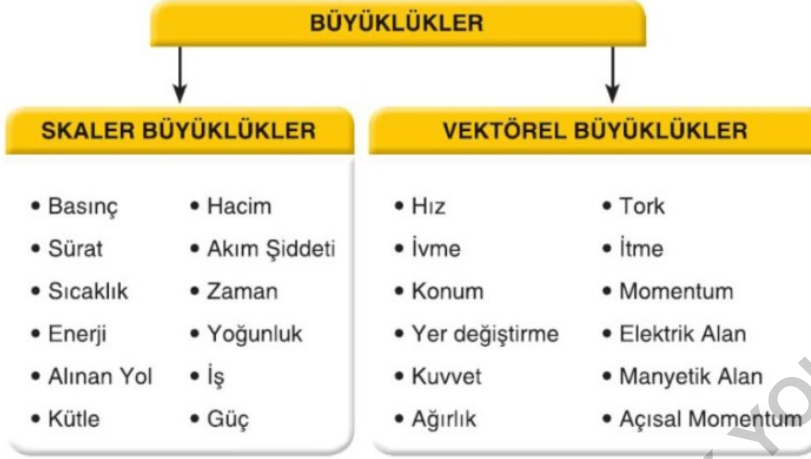 BÜYÜKLÜKLER
SKALER BÜYÜKLÜKLER
• Basınç
• Sürat
• Sıcaklık
• Enerji
• Alınan Yol
• Kütle
• Hacim
• Akım Şiddeti
• Zaman
• Yoğunluk
• İş
• Güç
VEKTÖREL BÜYÜKLÜKLER
• Hız
• İvme
• Konum
• Yer değiştirme
• Kuvvet
• Ağırlık
• Tork
• İtme
• Momentum
• Elektrik Alan
• Manyetik Alan
• Açısal Momentum